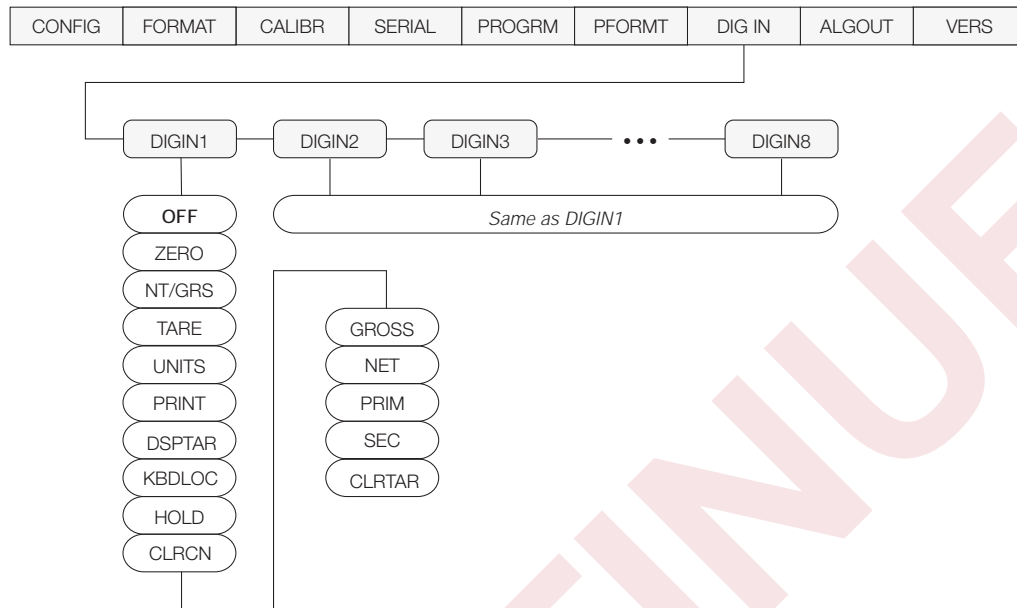 CONFIG FORMAT CALIBR SERIAL PROGRM PFORMT DIG IN ALGOUT VERS
DIGIN1 DIGIN2 DIGIN3 ••• DIGIN8
OFF
Same as DIGIN1
ZERO
NT/GRS
TARE
UNITS
PRINT
DSPTAR
KBDLOC
HOLD
CLRCN
GROSS
NET
PRIM
SEC
CLRTAR
TINUE